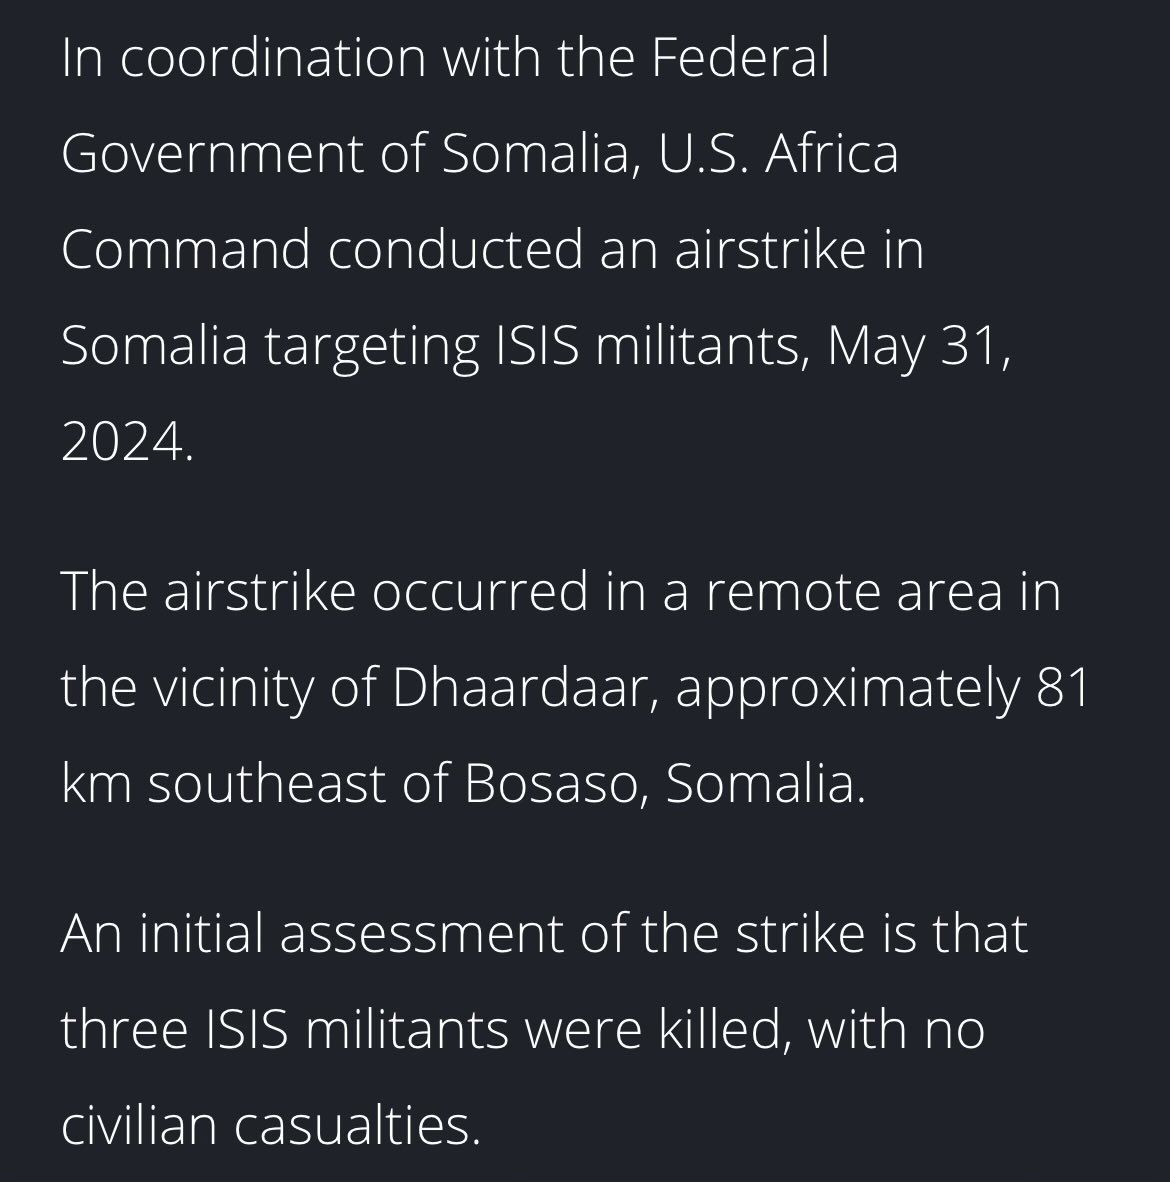 In coordination with the Federal
Government of Somalia, U.S. Africa
Command conducted an airstrike in
Somalia targeting ISIS militants, May 31,
2024.
The airstrike occurred in a remote area in
the vicinity of Dhaardaar, approximately 81
km southeast of Bosaso, Somalia.
An initial assessment of the strike is that
three ISIS militants were killed, with no
civilian casualties.